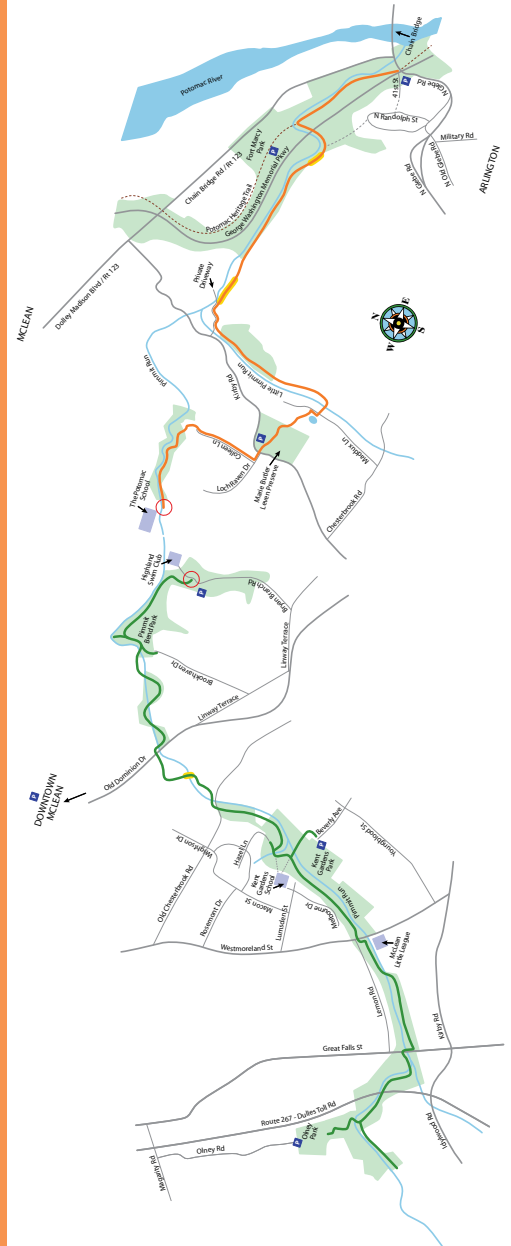 Chain Bridge
Potomac River
N Glebe Rd
41st St
N Randolph St
Military Rd
N Old Glebe Rd
N Glebe Rd
ARLINGTON
Fort Marcy
Park
Chain Bridge Rd / Rt 123
George Washington Memorial Pkwy
Potomac Heritage Trail
Dolley Madison Blvd / Rt 123
MCLEAN
Private
Driveway
N
E
S
W
Pimmit Run
Kirby Rd
Little Pimmit Run
Colleen Ln
Loch Raven Dr
Marie Butler
Leven Preserve
Maddux Ln
Chesterbrook Rd
The Potomac
School
Highland
Swim Club
P
Bryan Branch Rd
Pimmit
Bend Park
Brookhaven Dr
Linway Terrace
Linway Terrace
Old Dominion Dr
P
DOWNTOWN
MCLEAN
Weightson Dr
Hazel Ln
Old Chesterbrook Rd
Rosemont Dr
Kent
Gardens
School
Macon St
Lumsden St
Melbourne Dr
Beverly Ave
P
Kent
Gardens
Park
Youngblood St
Pimmit Run
Westmoreland St
McLean
Little League
Lemon Rd
Great Falls St
Kirby Rd
Route 267 - Dulles Toll Rd
Idylwood Rd
P
Olney
Park
Olney Rd
Magarity Rd
P
P
P